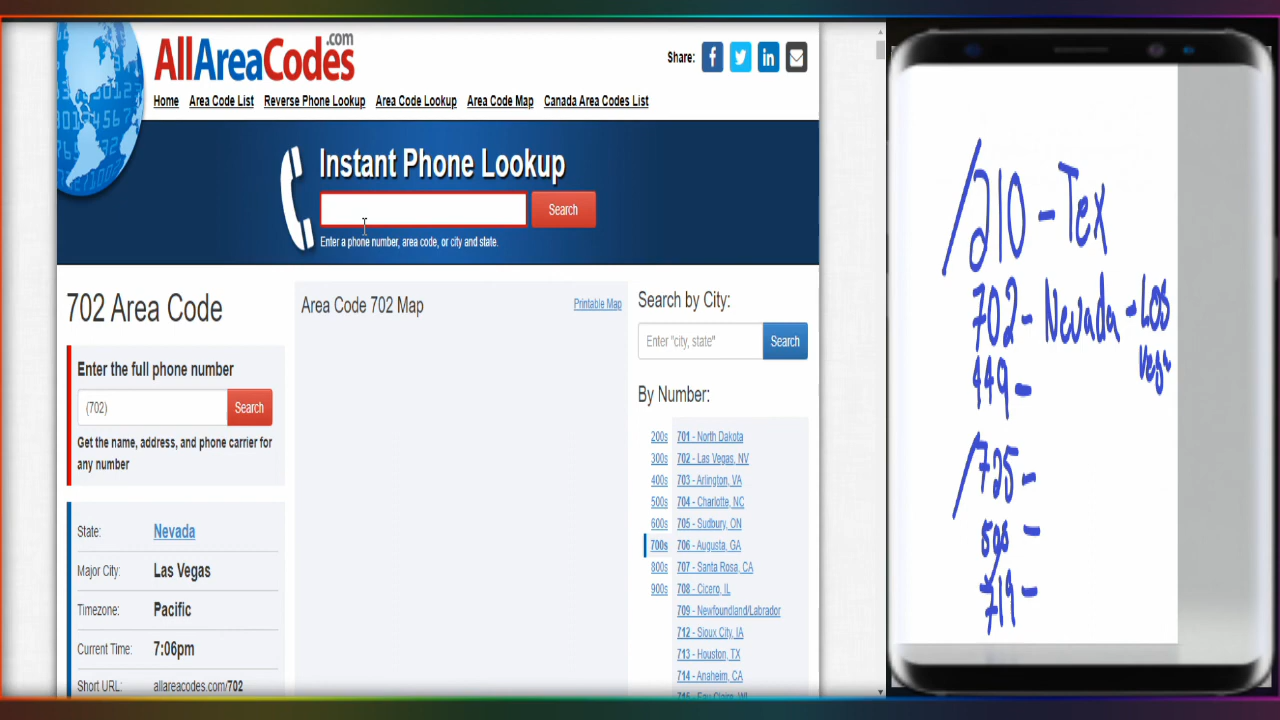 AllAreaCodes.com
Share:
Home Area Code List Reverse Phone Lookup Area Code Lookup Area Code Map Canada Area Codes List
Instant Phone Lookup
Search
Enter a phone number, area code, or city and state.
702 Area Code
Enter the full phone number
(702) Search
Get the name, address, and phone carrier for
any number
State: Nevada
Major City: Las Vegas
Timezone: Pacific
Current Time: 7:06pm
Short URL: allareacodes.com/702
Area Code 702 Map Printable Map
Search by City:
Enter "city, state" Search
By Number:
200s 701 - North Dakota
300s 702 - Las Vegas, NV
400s 703 - Arlington, VA
500s 704 - Charlotte, NC
600s 705 - Sudbury, ON
700s 706 - Augusta, GA
800s 707 - Santa Rosa, CA
900s 708 - Cicero, IL
709 - Newfoundland/Labrador
712 - Sioux City, IA
713 - Houston, TX
714 - Anaheim, CA
715 - Eau Claire, WI
210 - Tex
702 - Nevada - Los
449 -
725 -
719 -